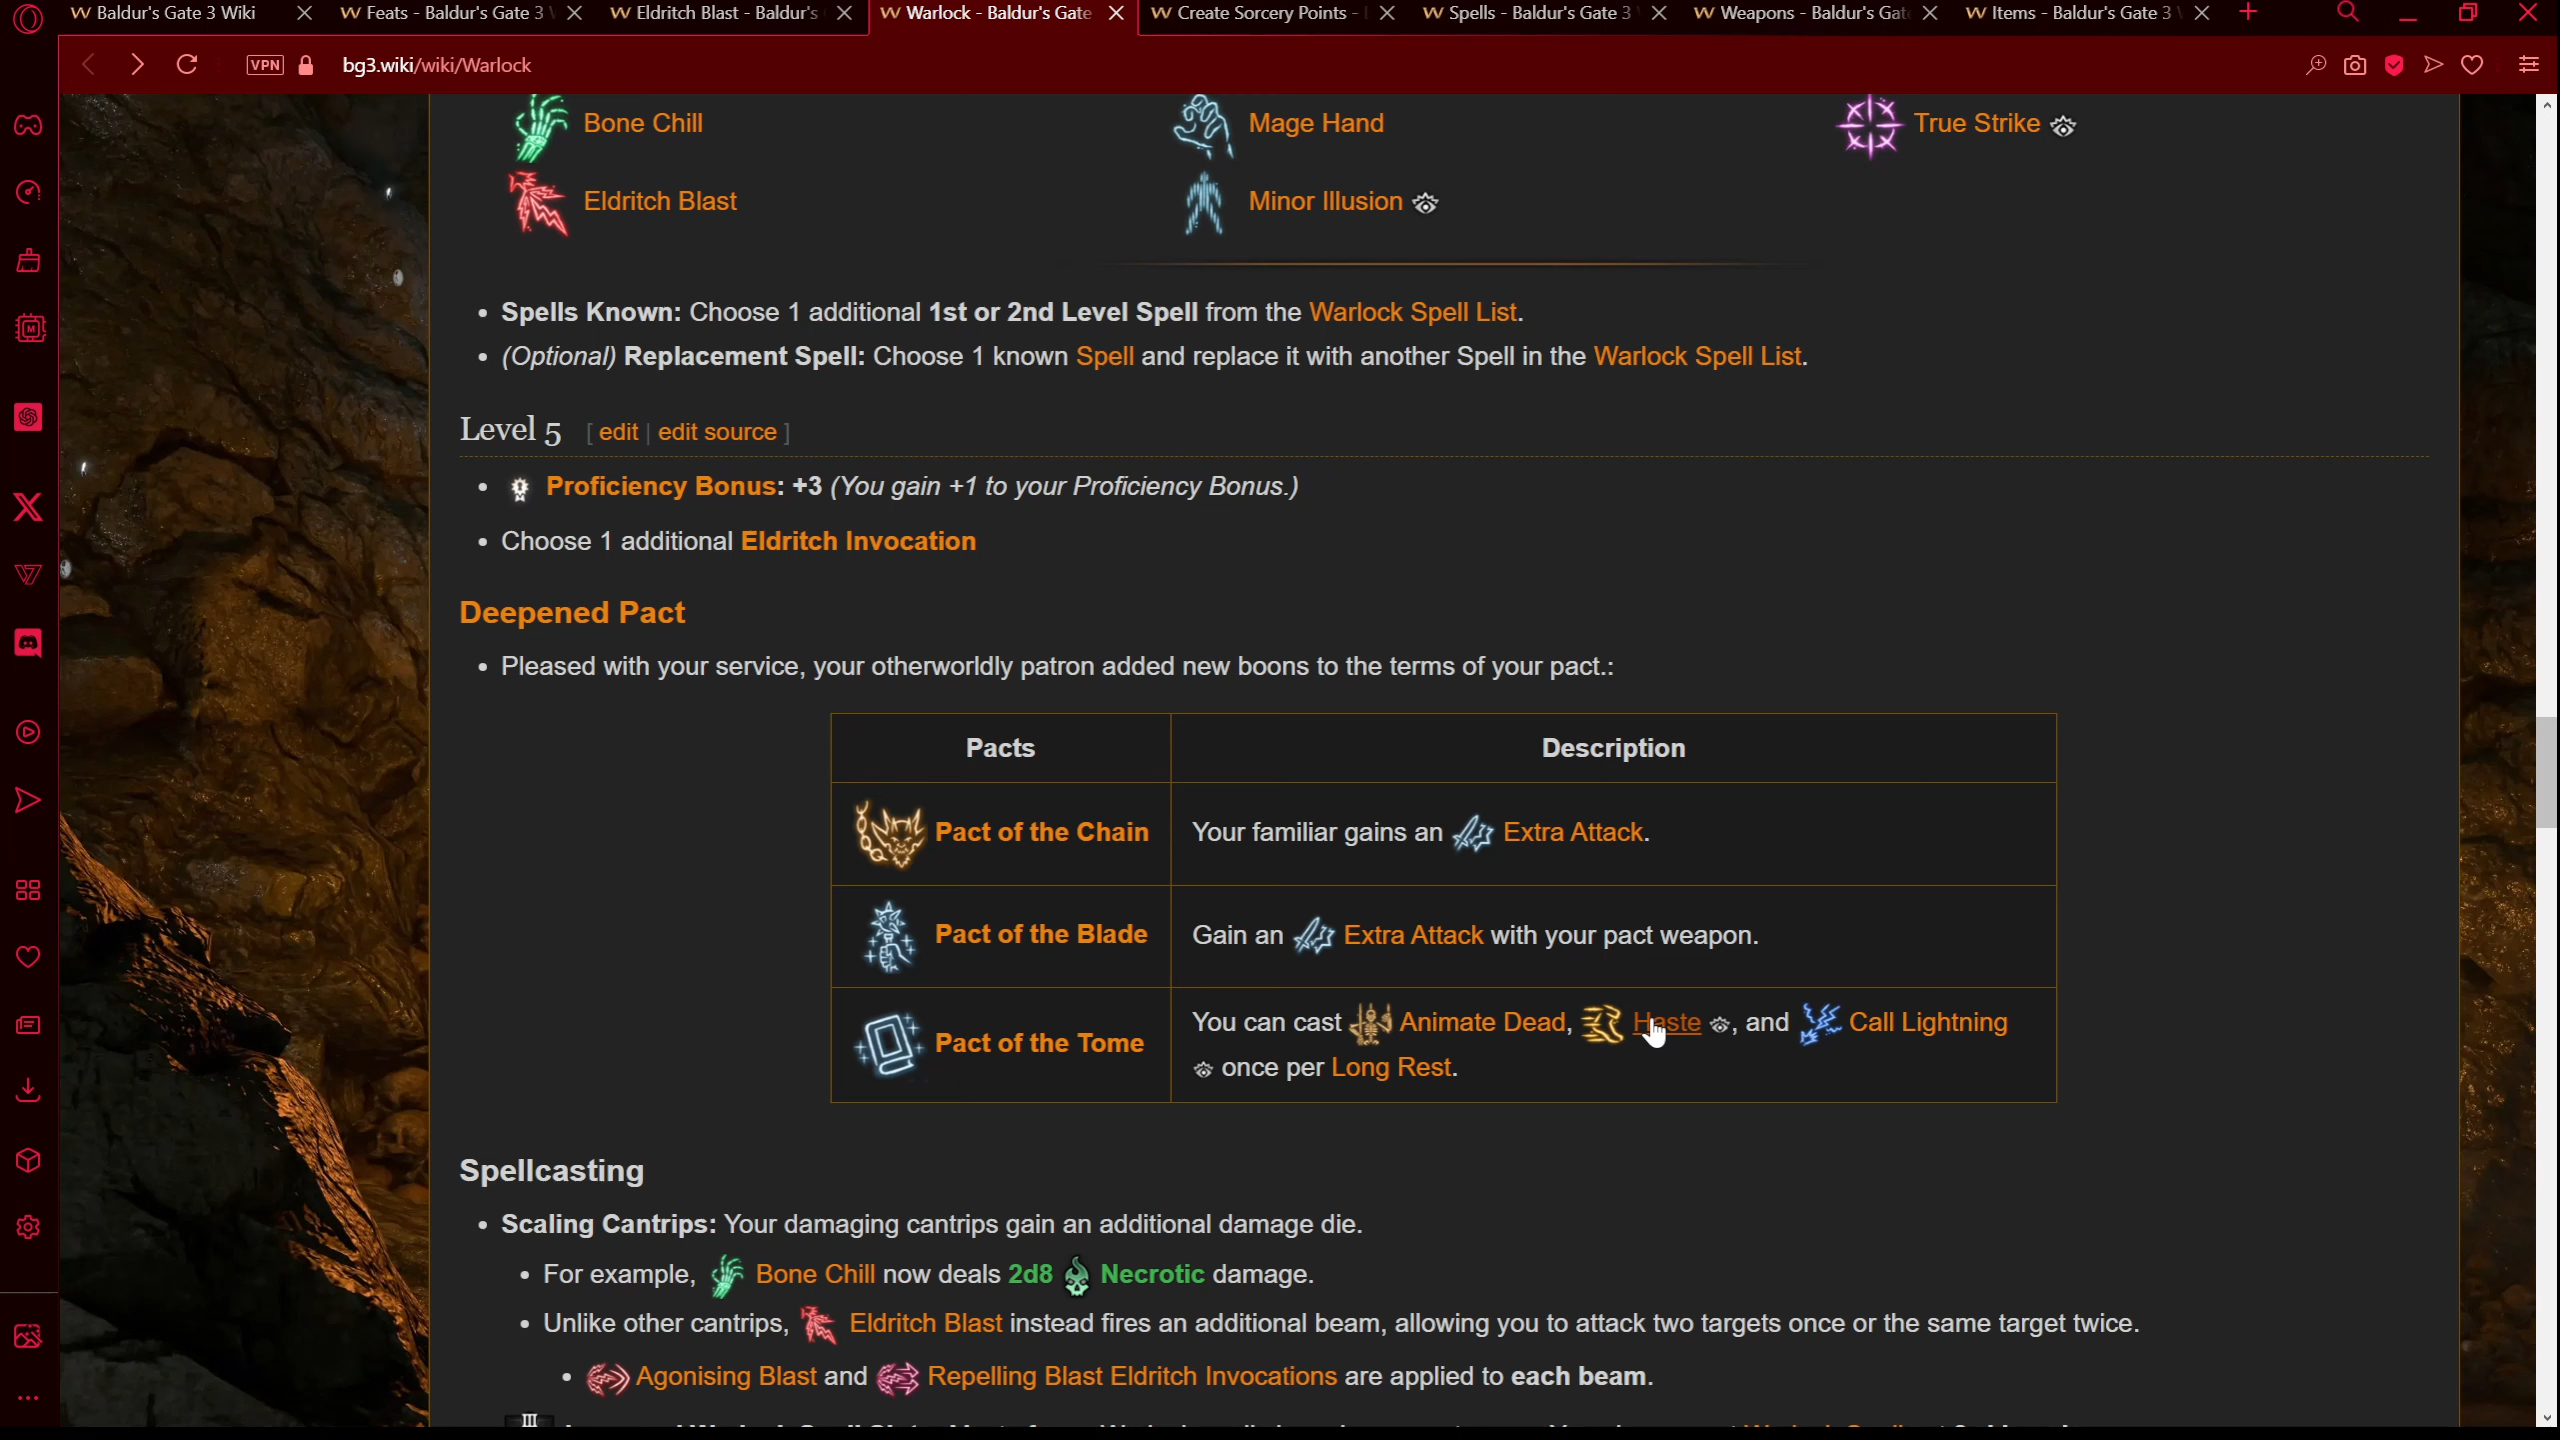 Baldur's Gate 3 Wiki
Feats - Baldur's Gate 3
Eldritch Blast - Baldur's
Warlock - Baldur's Gate
Create Sorcery Points -
Spells - Baldur's Gate 3
Weapons - Baldur's Gat
Items - Baldur's Gate 3
VPN
bg3.wiki/wiki/Warlock
Bone Chill
Mage Hand
True Strike
Eldritch Blast
Minor Illusion
• Spells Known: Choose 1 additional 1st or 2nd Level Spell from the Warlock Spell List.
• (Optional) Replacement Spell: Choose 1 known Spell and replace it with another Spell in the Warlock Spell List.
Level 5 [ edit | edit source ]
• Proficiency Bonus: +3 (You gain +1 to your Proficiency Bonus.)
• Choose 1 additional Eldritch Invocation
Deepened Pact
• Pleased with your service, your otherworldly patron added new boons to the terms of your pact.:
Pacts
Description
Pact of the Chain
Your familiar gains an Extra Attack.
Pact of the Blade
Gain an Extra Attack with your pact weapon.
Pact of the Tome
You can cast Animate Dead, Haste , and Call Lightning
once per Long Rest.
Spellcasting
• Scaling Cantrips: Your damaging cantrips gain an additional damage die.
• For example, Bone Chill now deals 2d8 Necrotic damage.
• Unlike other cantrips, Eldritch Blast instead fires an additional beam, allowing you to attack two targets once or the same target twice.
• Agonising Blast and Repelling Blast Eldritch Invocations are applied to each beam.
III